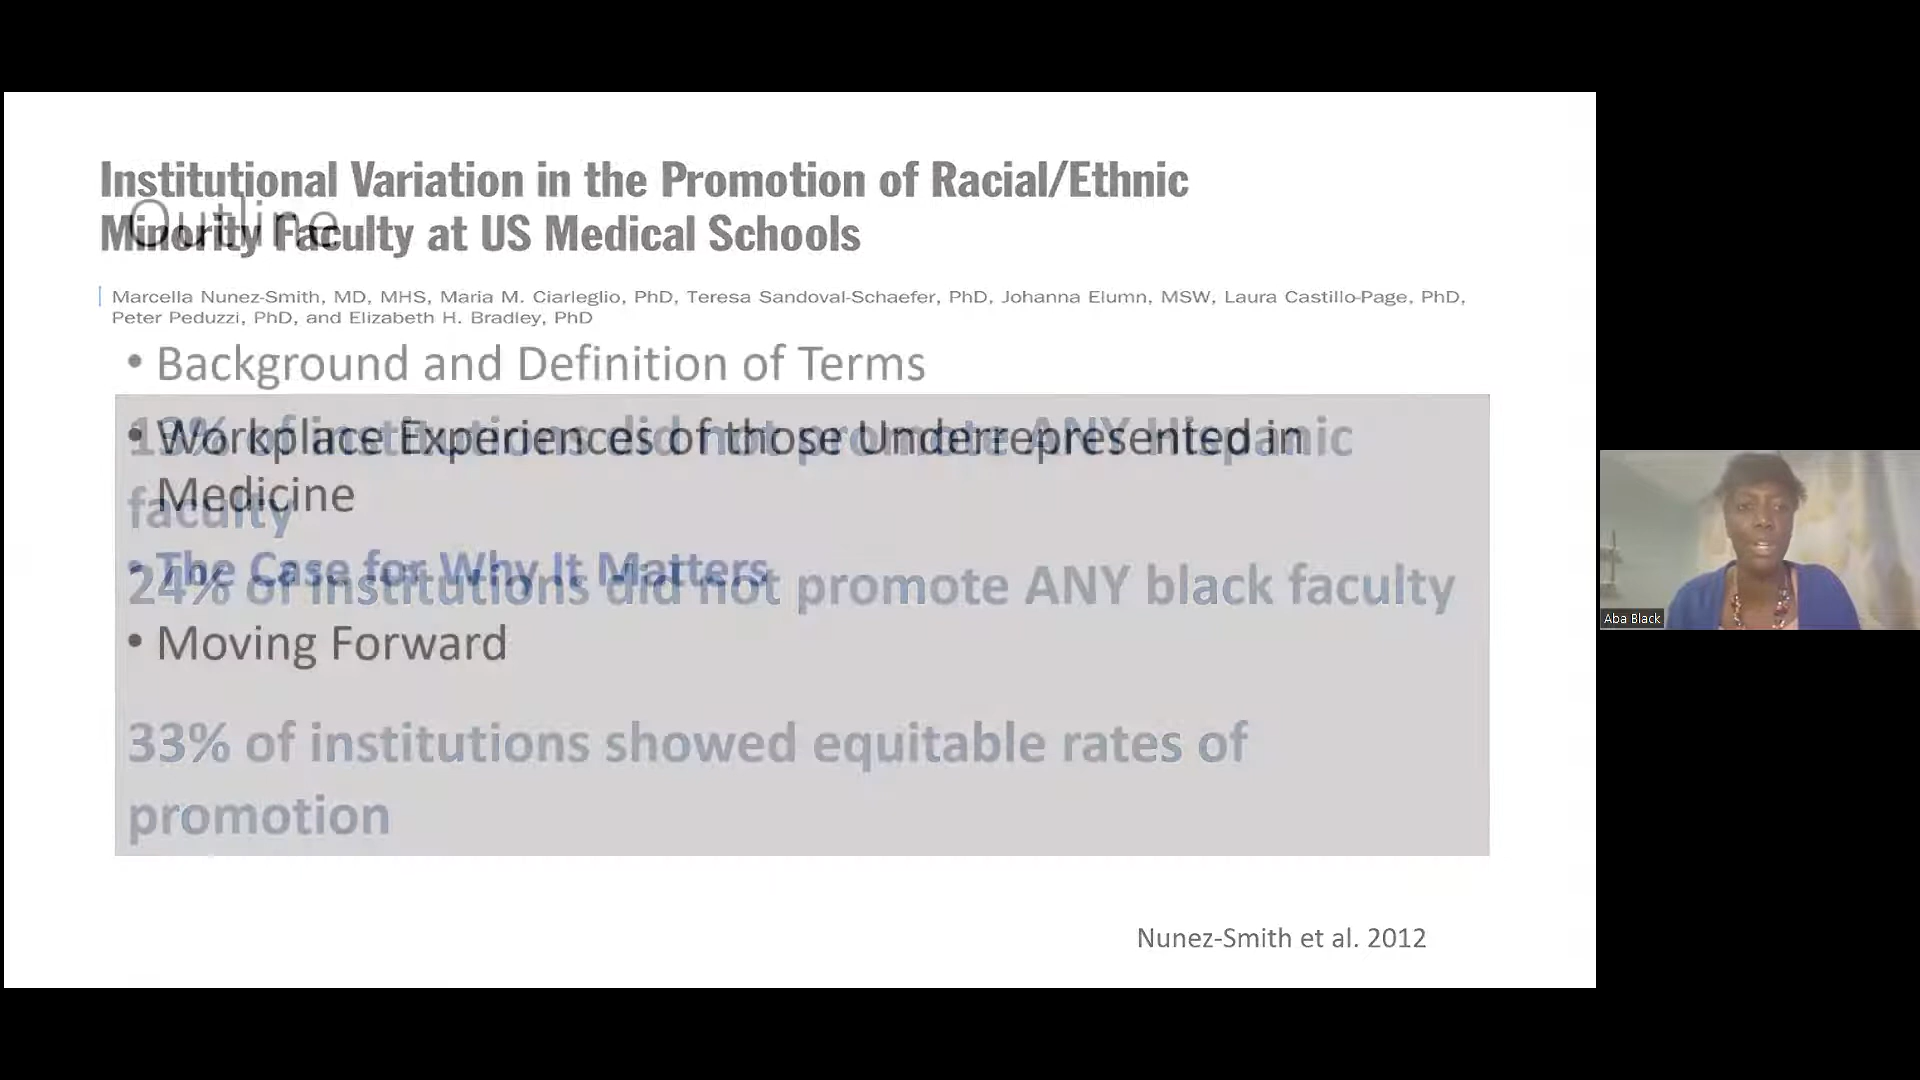 Institutional Variation in the Promotion of Racial/Ethnic
Minority Faculty at US Medical Schools
Outline
Marcella Nunez-Smith, MD, MHS, Maria M. Ciarleglio, PhD, Teresa Sandoval-Schaefer, PhD, Johanna Elumn, MSW, Laura Castillo-Page, PhD,
Peter Peduzzi, PhD, and Elizabeth H. Bradley, PhD
• Background and Definition of Terms
• Workplace Experiences of those Underrepresented in
Medicine
of institutions did not promote ANY Hispanic
faculty
• The Case for Why It Matters
24% of institutions did not promote ANY black faculty
• Moving Forward
33% of institutions showed equitable rates of
promotion
Nunez-Smith et al. 2012
Aba Black